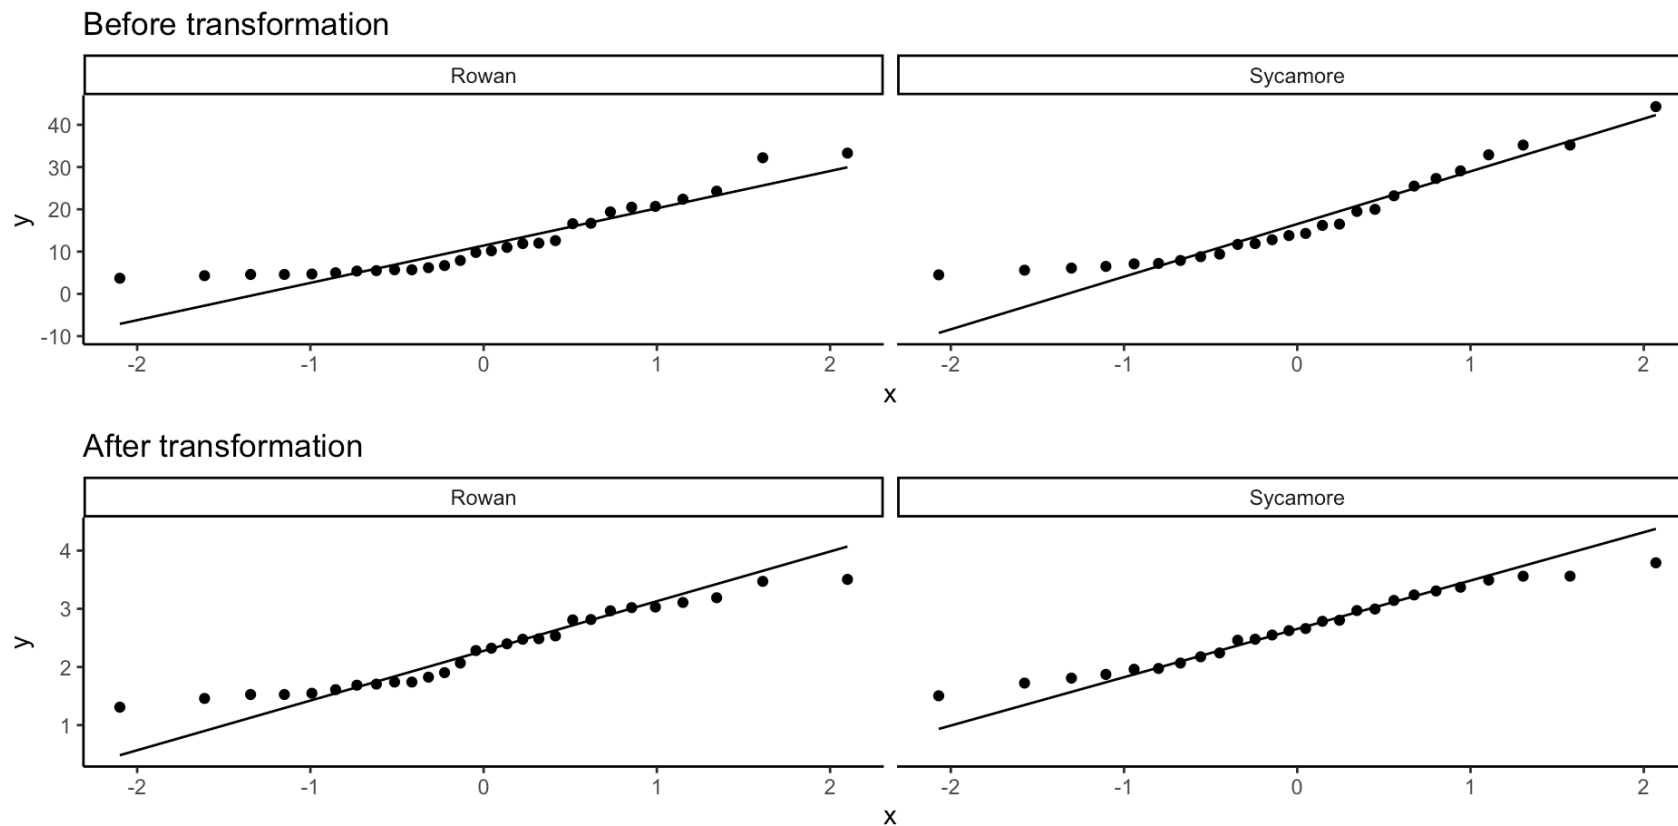 Before transformation
Rowan Sycamore
40
30
20
10
0
-10
y
-2 -1 0 1 2 -2 -1 0 1 2
x
After transformation
Rowan Sycamore
4
3
2
1
y
-2 -1 0 1 2 -2 -1 0 1 2
x